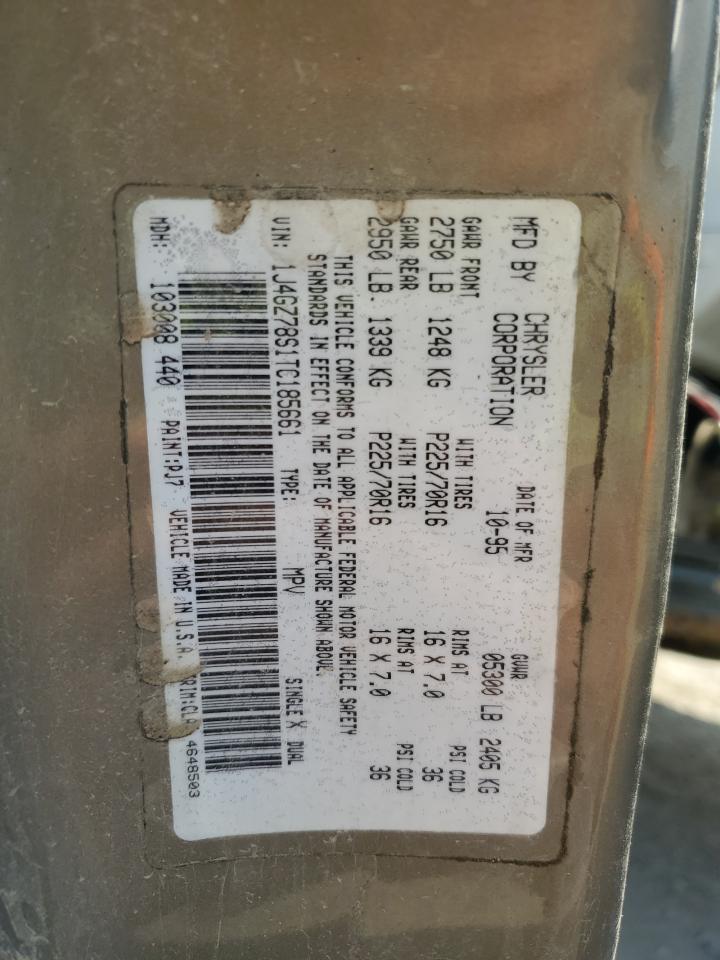 MFD BY CHRYSLER CORPORATION DATE OF MFR 10-95 GVWR 05300 LB 2405 KG
GAWR FRONT WITH TIRES RIMS AT PSI COLD
2750 LB 1248 KG P225/70R16 16 X 7.0 36
GAWR REAR WITH TIRES RIMS AT PSI COLD
2950 LB. 1339 KG P225/70R16 16 X 7.0 36
THIS VEHICLE CONFORMS TO ALL APPLICABLE FEDERAL MOTOR VEHICLE SAFETY
STANDARDS IN EFFECT ON THE DATE OF MANUFACTURE SHOWN ABOVE.
VIN: 1J4GZ78S1TC185661 TYPE: MPV SINGLE X DUAL
MDH: 103008 440 PAINT:PJ7 VEHICLE MADE IN U.S.A. 4648503